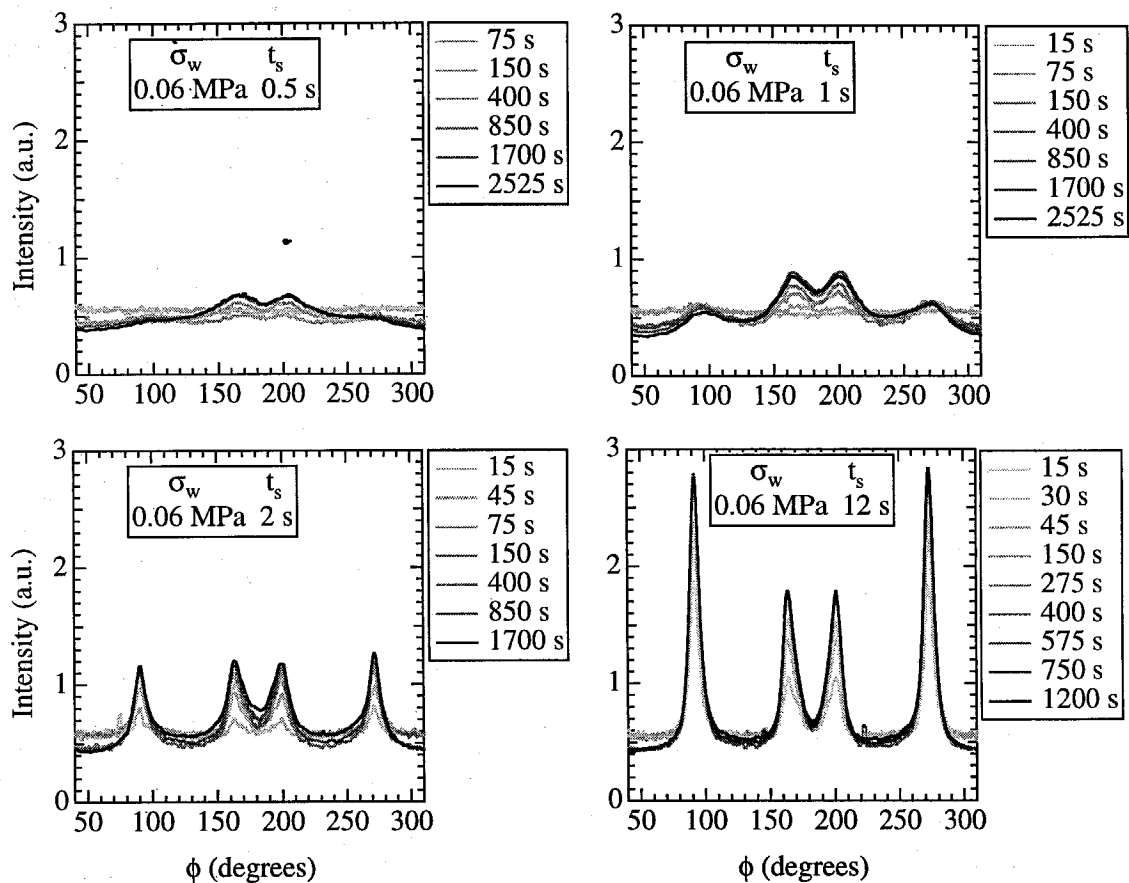 3
2
1
0
Intensity (a.u.)
σw ts
0.06 MPa 0.5 s
75 s
150 s
400 s
850 s
1700 s
2525 s
50 100 150 200 250 300
3
2
1
0
σw ts
0.06 MPa 1 s
15 s
75 s
150 s
400 s
850 s
1700 s
2525 s
50 100 150 200 250 300
3
2
1
0
Intensity (a.u.)
σw ts
0.06 MPa 2 s
15 s
45 s
75 s
150 s
400 s
850 s
1700 s
50 100 150 200 250 300
ϕ (degrees)
3
2
1
0
σw ts
0.06 MPa 12 s
15 s
30 s
45 s
150 s
275 s
400 s
575 s
750 s
1200 s
50 100 150 200 250 300
ϕ (degrees)